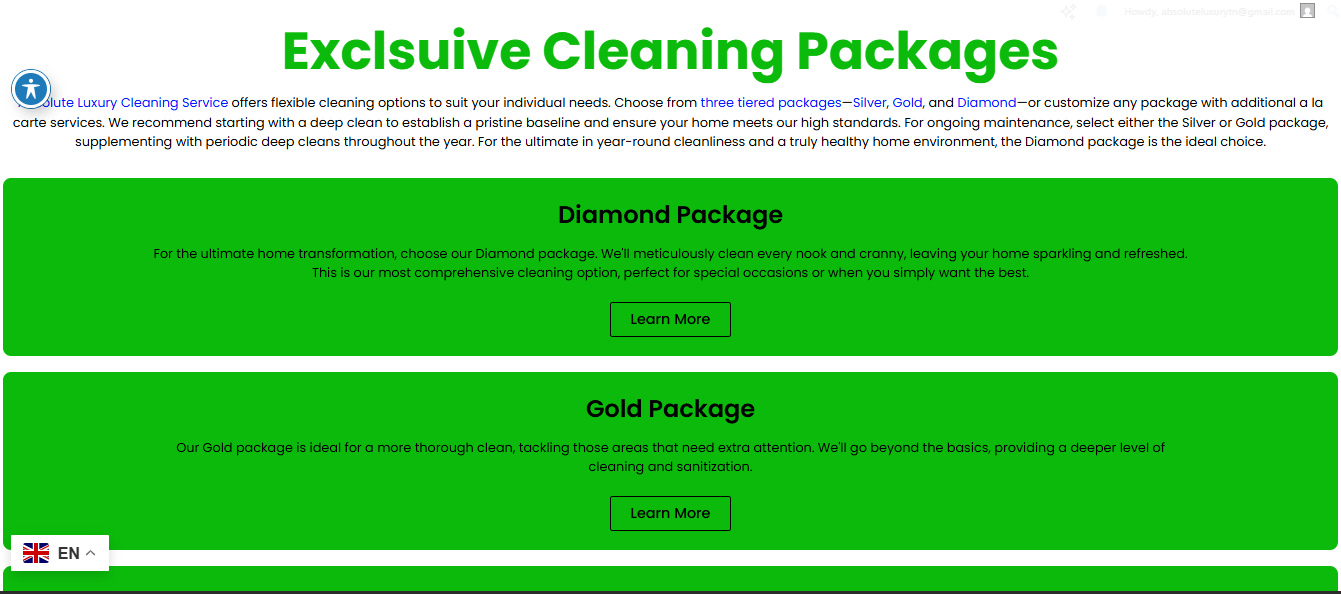 Howdy, absoluteluxurytn@gmail.com
Exclsuive Cleaning Packages
olute Luxury Cleaning Service offers flexible cleaning options to suit your individual needs. Choose from three tiered packages—Silver, Gold, and Diamond—or customize any package with additional a la
carte services. We recommend starting with a deep clean to establish a pristine baseline and ensure your home meets our high standards. For ongoing maintenance, select either the Silver or Gold package,
supplementing with periodic deep cleans throughout the year. For the ultimate in year-round cleanliness and a truly healthy home environment, the Diamond package is the ideal choice.
Diamond Package
For the ultimate home transformation, choose our Diamond package. We'll meticulously clean every nook and cranny, leaving your home sparkling and refreshed.
This is our most comprehensive cleaning option, perfect for special occasions or when you simply want the best.
Learn More
Gold Package
Our Gold package is ideal for a more thorough clean, tackling those areas that need extra attention. We'll go beyond the basics, providing a deeper level of
cleaning and sanitization.
Learn More
EN